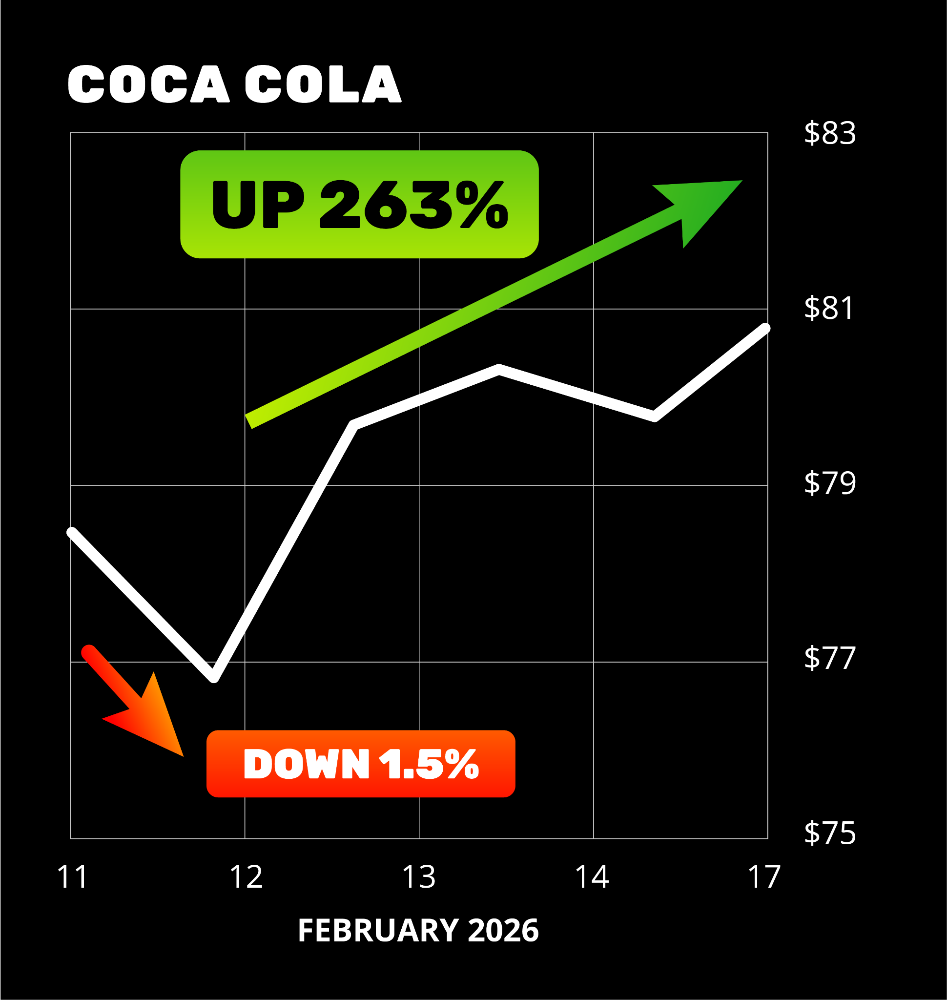 COCA COLA
$83
UP 263%
$81
$79
$77
DOWN 1.5%
$75
11 12 13 14 17
FEBRUARY 2026